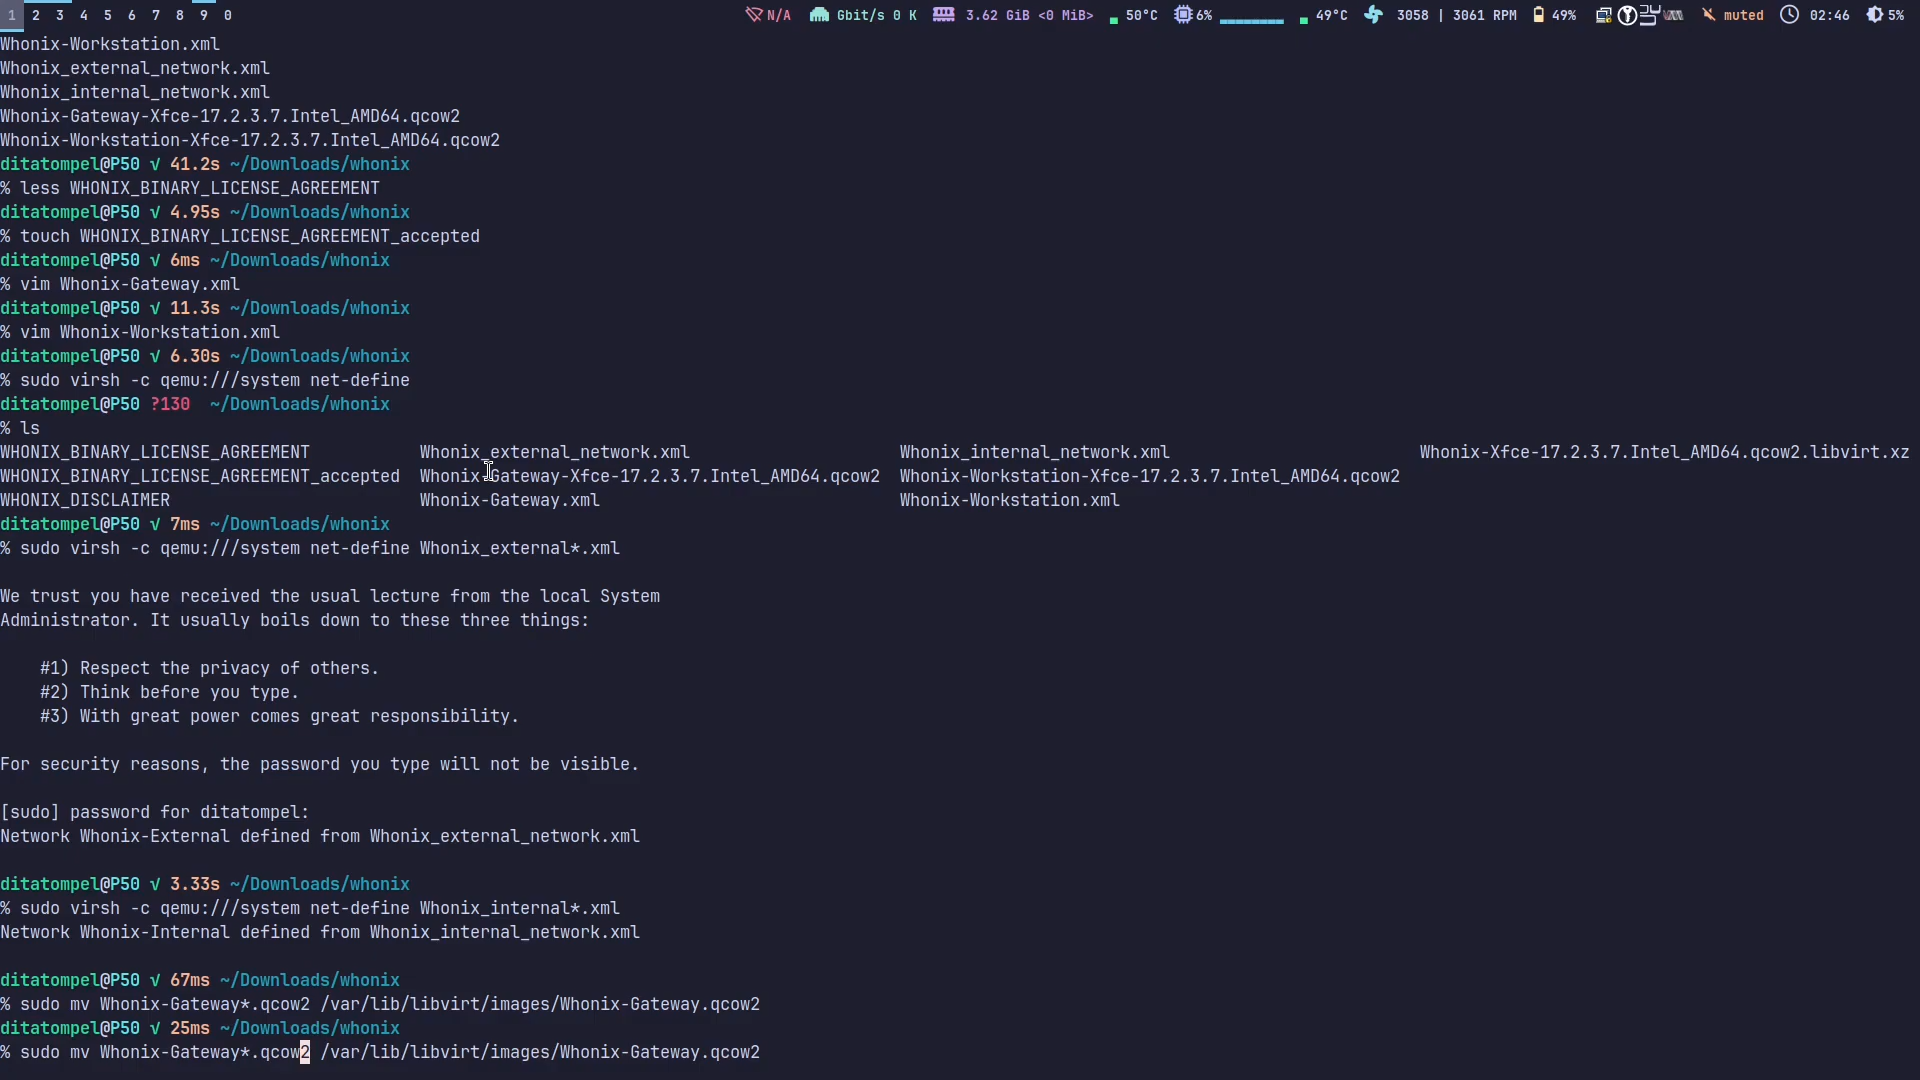 1 2 3 4 5 6 7 8 9 0 N/A Gbit/s 0 K 3.62 GiB <0 MiB> 50°C 6% 49°C 3058 | 3061 RPM 49% muted 02:46 5%
Whonix-Workstation.xml
Whonix_external_network.xml
Whonix_internal_network.xml
Whonix-Gateway-Xfce-17.2.3.7.Intel_AMD64.qcow2
Whonix-Workstation-Xfce-17.2.3.7.Intel_AMD64.qcow2
ditatompel@P50 √ 41.2s ~/Downloads/whonix
% less WHONIX_BINARY_LICENSE_AGREEMENT
ditatompel@P50 √ 4.95s ~/Downloads/whonix
% touch WHONIX_BINARY_LICENSE_AGREEMENT_accepted
ditatompel@P50 √ 6ms ~/Downloads/whonix
% vim Whonix-Gateway.xml
ditatompel@P50 √ 11.3s ~/Downloads/whonix
% vim Whonix-Workstation.xml
ditatompel@P50 √ 6.30s ~/Downloads/whonix
% sudo virsh -c qemu:///system net-define
ditatompel@P50 ?130  ~/Downloads/whonix
% ls
WHONIX_BINARY_LICENSE_AGREEMENT Whonix_external_network.xml Whonix_internal_network.xml Whonix-Xfce-17.2.3.7.Intel_AMD64.qcow2.libvirt.xz
WHONIX_BINARY_LICENSE_AGREEMENT_accepted Whonix-Gateway-Xfce-17.2.3.7.Intel_AMD64.qcow2 Whonix-Workstation-Xfce-17.2.3.7.Intel_AMD64.qcow2
WHONIX_DISCLAIMER Whonix-Gateway.xml Whonix-Workstation.xml
ditatompel@P50 √ 7ms ~/Downloads/whonix
% sudo virsh -c qemu:///system net-define Whonix_external*.xml
We trust you have received the usual lecture from the local System
Administrator. It usually boils down to these three things:
#1) Respect the privacy of others.
#2) Think before you type.
#3) With great power comes great responsibility.
For security reasons, the password you type will not be visible.
[sudo] password for ditatompel:
Network Whonix-External defined from Whonix_external_network.xml
ditatompel@P50 √ 3.33s ~/Downloads/whonix
% sudo virsh -c qemu:///system net-define Whonix_internal*.xml
Network Whonix-Internal defined from Whonix_internal_network.xml
ditatompel@P50 √ 67ms ~/Downloads/whonix
% sudo mv Whonix-Gateway*.qcow2 /var/lib/libvirt/images/Whonix-Gateway.qcow2
ditatompel@P50 √ 25ms ~/Downloads/whonix
% sudo mv Whonix-Gateway*.qcow2 /var/lib/libvirt/images/Whonix-Gateway.qcow2